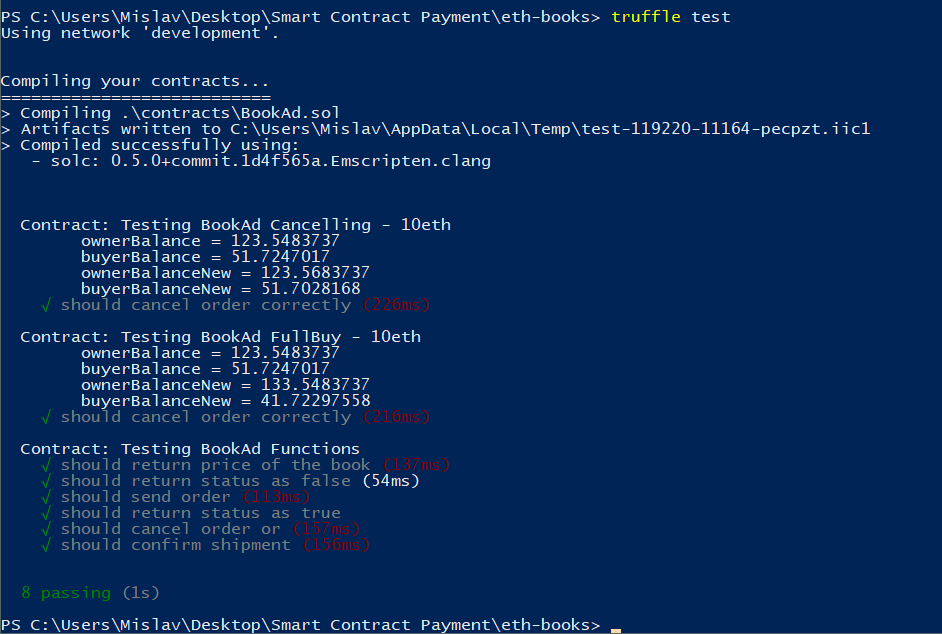 PS C:\Users\Mislav\Desktop\Smart Contract Payment\eth-books> truffle test
Using network 'development'.
Compiling your contracts...
===========================
> Compiling .\contracts\BookAd.sol
> Artifacts written to C:\Users\Mislav\AppData\Local\Temp\test-119220-11164-pecpzt.iic1
> Compiled successfully using:
- solc: 0.5.0+commit.1d4f565a.Emscripten.clang
Contract: Testing BookAd Cancelling - 10eth
ownerBalance = 123.5483737
buyerBalance = 51.7247017
ownerBalanceNew = 123.5683737
buyerBalanceNew = 51.7028168
√ should cancel order correctly (226ms)
Contract: Testing BookAd FullBuy - 10eth
ownerBalance = 123.5483737
buyerBalance = 51.7247017
ownerBalanceNew = 133.5483737
buyerBalanceNew = 41.72297558
√ should cancel order correctly (216ms)
Contract: Testing BookAd Functions
√ should return price of the book (137ms)
√ should return status as false (54ms)
√ should send order (113ms)
√ should return status as true
√ should cancel order or (157ms)
√ should confirm shipment (156ms)
8 passing (1s)
PS C:\Users\Mislav\Desktop\Smart Contract Payment\eth-books>